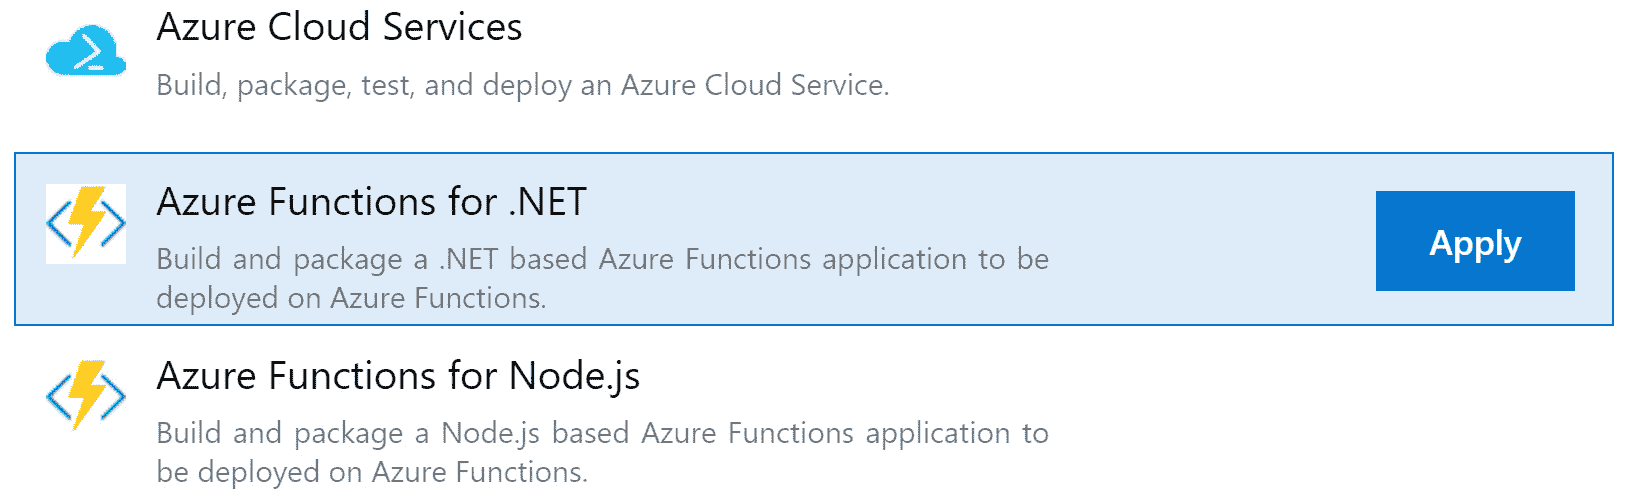 Azure Cloud Services
Build, package, test, and deploy an Azure Cloud Service.
Azure Functions for .NET
Build and package a .NET based Azure Functions application to be
deployed on Azure Functions.
Apply
Azure Functions for Node.js
Build and package a Node.js based Azure Functions application to
be deployed on Azure Functions.